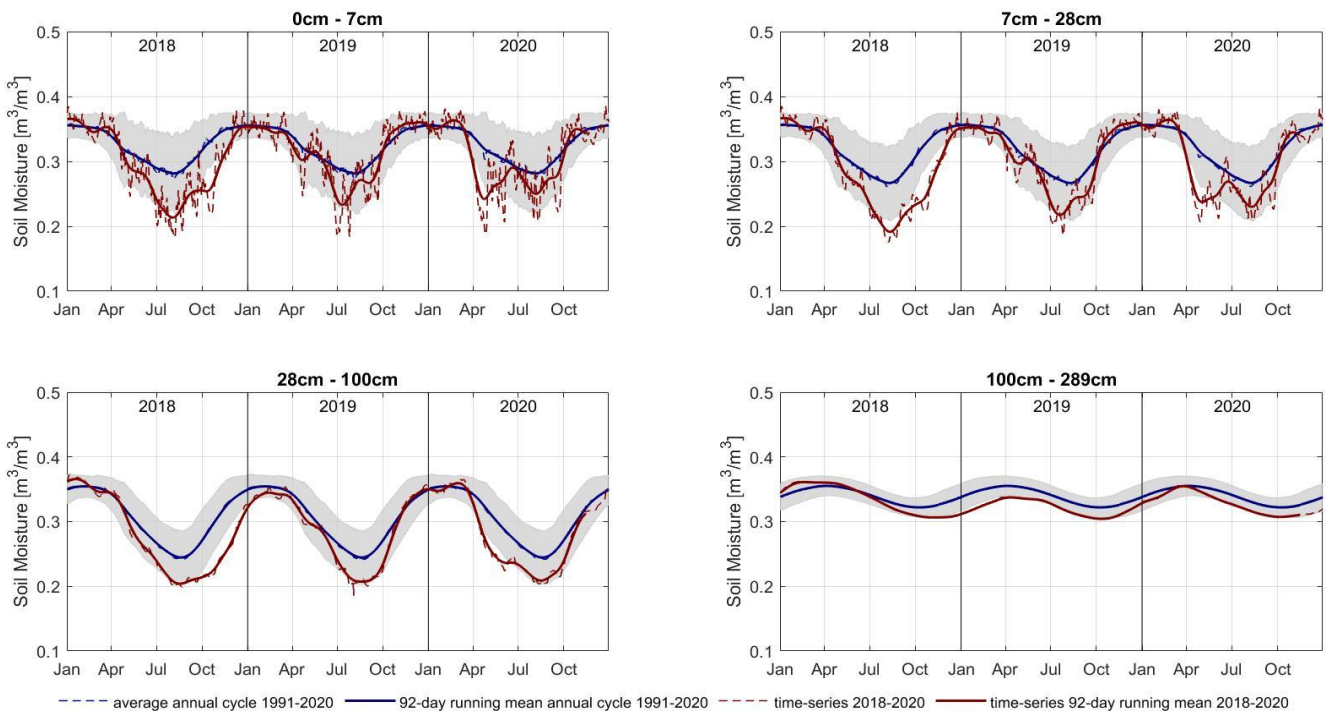 0cm - 7cm
Soil Moisture [m³/m³]
0.5
0.4
0.3
0.2
0.1
2018 2019 2020
Jan Apr Jul Oct Jan Apr Jul Oct Jan Apr Jul Oct
7cm - 28cm
Soil Moisture [m³/m³]
0.5
0.4
0.3
0.2
0.1
2018 2019 2020
Jan Apr Jul Oct Jan Apr Jul Oct Jan Apr Jul Oct
28cm - 100cm
Soil Moisture [m³/m³]
0.5
0.4
0.3
0.2
0.1
2018 2019 2020
Jan Apr Jul Oct Jan Apr Jul Oct Jan Apr Jul Oct
100cm - 289cm
Soil Moisture [m³/m³]
0.5
0.4
0.3
0.2
0.1
2018 2019 2020
Jan Apr Jul Oct Jan Apr Jul Oct Jan Apr Jul Oct
average annual cycle 1991-2020 92-day running mean annual cycle 1991-2020 time-series 2018-2020 time-series 92-day running mean 2018-2020